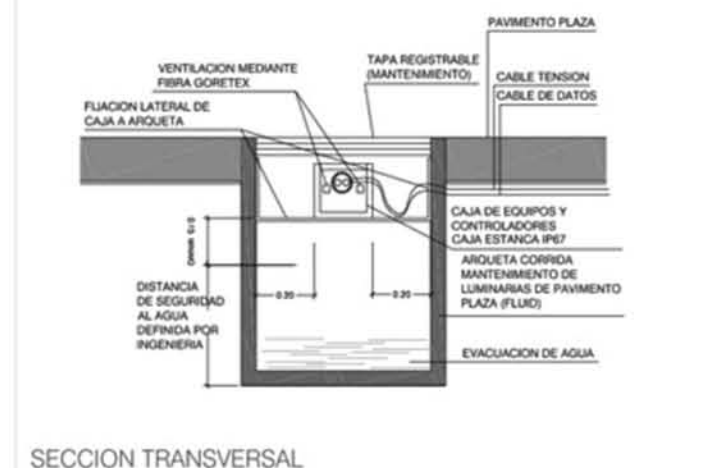 PAVIMENTO PLAZA
TAPA REGISTRABLE
(MANTENIMIENTO)
VENTILACION MEDIANTE
FIBRA GORETEX
CABLE TENSION
CABLE DE DATOS
FIJACION LATERAL DE
CAJA A ARQUETA
CAJA DE EQUIPOS Y
CONTROLADORES
CAJA ESTANCA IP67
ARQUETA CORRIDA
MANTENIMIENTO DE
LUMINARIAS DE PAVIMENTO
PLAZA (FLUID)
DISTANCIA
DE SEGURIDAD
AL AGUA
DEFINIDA POR
INGENIERIA
0.20
0.20
EVACUACION DE AGUA
SECCION TRANSVERSAL